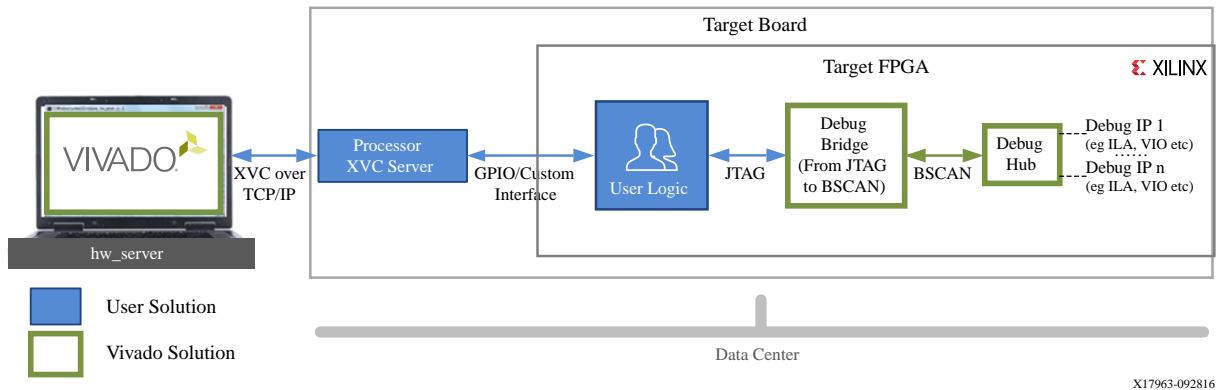 Target Board
Target FPGA
XILINX
VIVADO
XVC over
TCP/IP
Processor
XVC Server
GPIO/Custom
Interface
User Logic
JTAG
Debug
Bridge
(From JTAG
to BSCAN)
BSCAN
Debug
Hub
Debug IP 1
(eg ILA, VIO etc)
......
Debug IP n
(eg ILA, VIO etc)
hw_server
User Solution
Vivado Solution
Data Center
X17963-092816